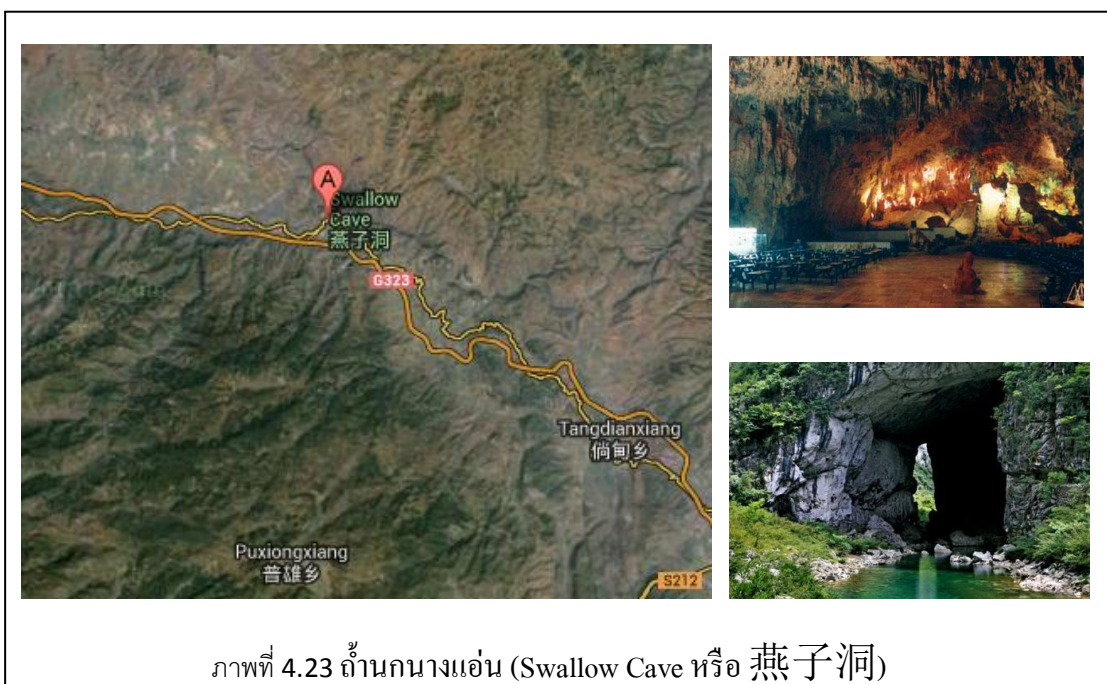 A
Swallow
Cave
燕子洞
G323
Tangdianxiang
倘甸乡
Puxiongxiang
普雄乡
S212
ภาพที่ 4.23 ถ้ำนกนางแอ่น (Swallow Cave หรือ 燕子洞)